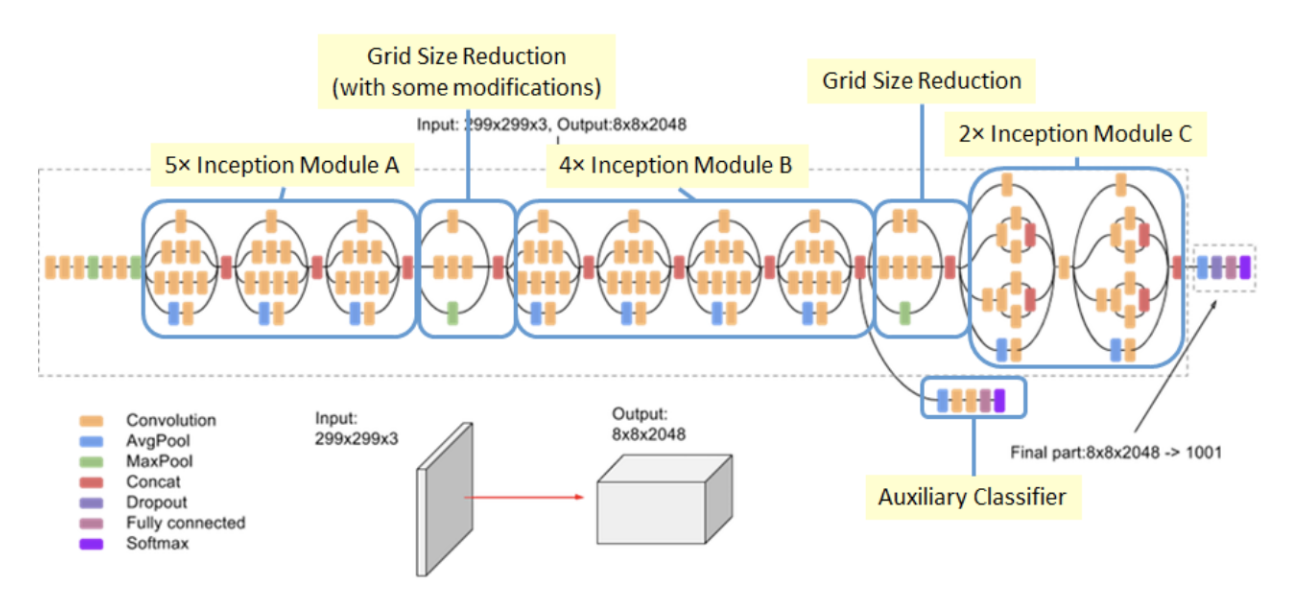 Grid Size Reduction
(with some modifications)
Grid Size Reduction
Input: 299x299x3, Output:8x8x2048
2× Inception Module C
5× Inception Module A
4× Inception Module B
Convolution
AvgPool
MaxPool
Concat
Dropout
Fully connected
Softmax
Input:
299x299x3
Output:
8x8x2048
Final part:8x8x2048 -> 1001
Auxiliary Classifier